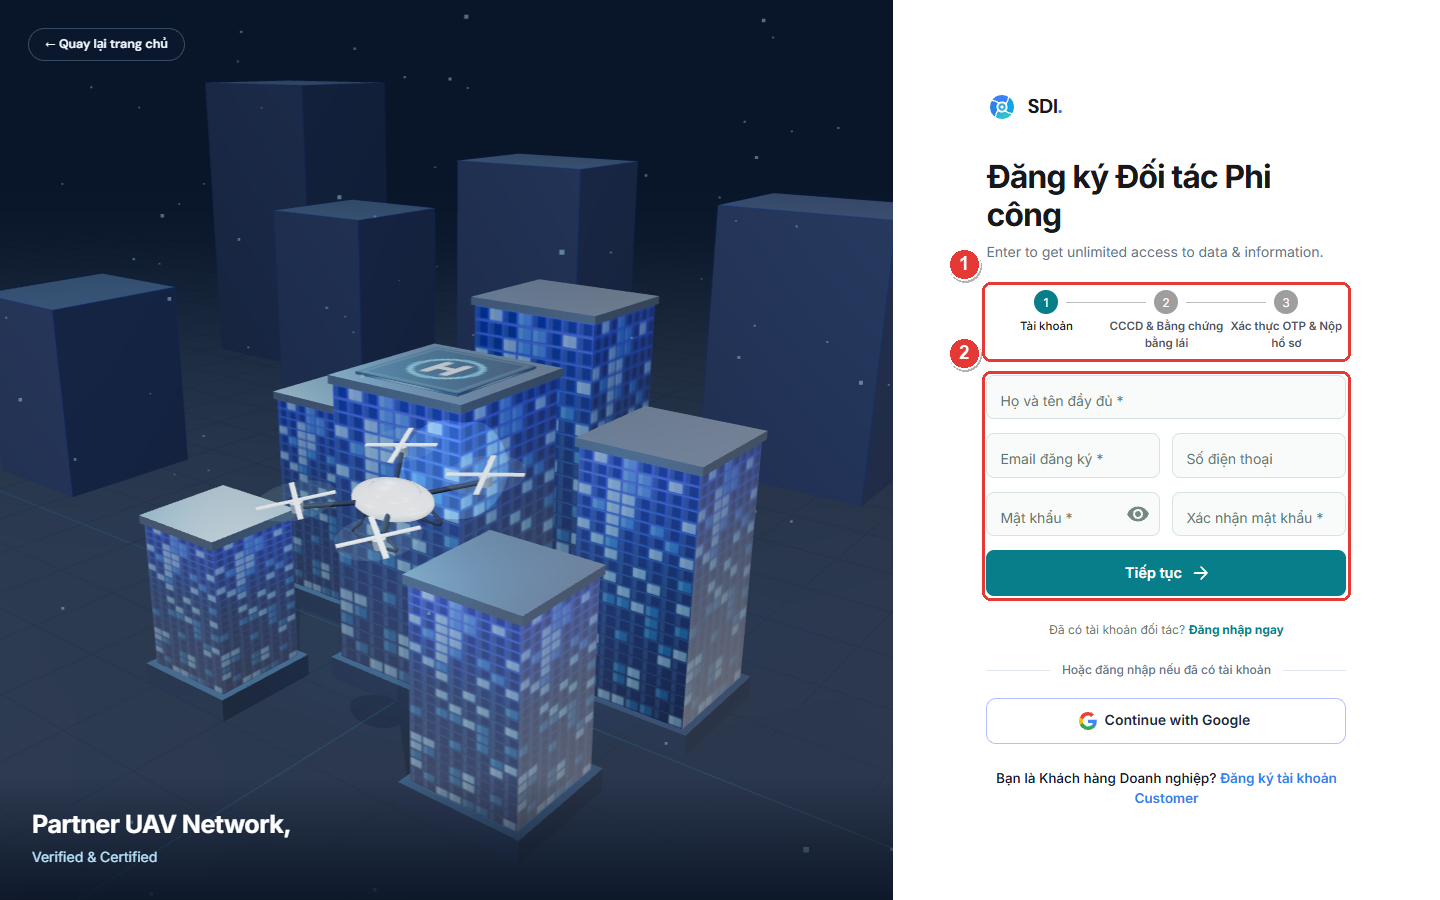 ← Quay lại trang chủ
H
Partner UAV Network,
Verified & Certified
SDI.
Đăng ký Đối tác Phi
công
Enter to get unlimited access to data & information.
1
1 2 3
Tài khoản
CCCD & Bằng chứng
bằng lái
Xác thực OTP & Nộp
hồ sơ
2
Họ và tên đầy đủ *
Email đăng ký *
Số điện thoại
Mật khẩu *
Xác nhận mật khẩu *
Tiếp tục →
Đã có tài khoản đối tác? Đăng nhập ngay
Hoặc đăng nhập nếu đã có tài khoản
Continue with Google
Bạn là Khách hàng Doanh nghiệp? Đăng ký tài khoản
Customer